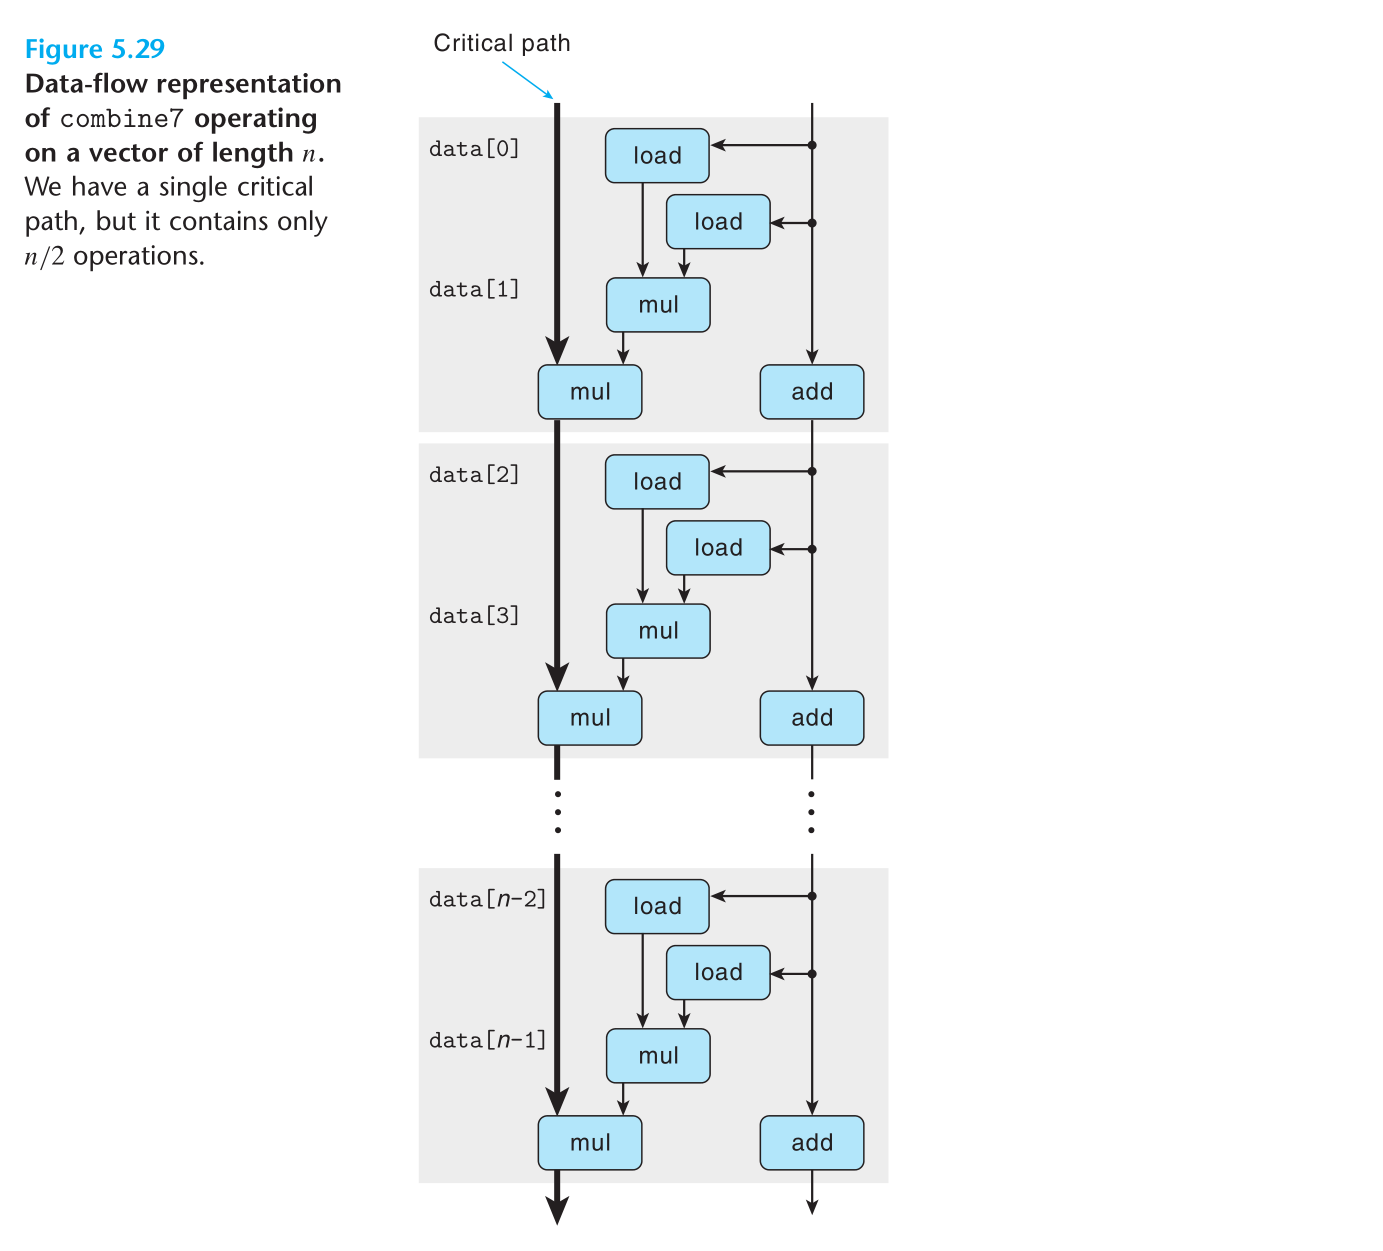 Figure 5.29
Data-flow representation
of combine7 operating
on a vector of length n.
We have a single critical
path, but it contains only
n/2 operations.
Critical path
data[0]
load
load
data[1]
mul
mul
add
data[2]
load
load
data[3]
mul
mul
add
data[n-2]
load
load
data[n-1]
mul
mul
add